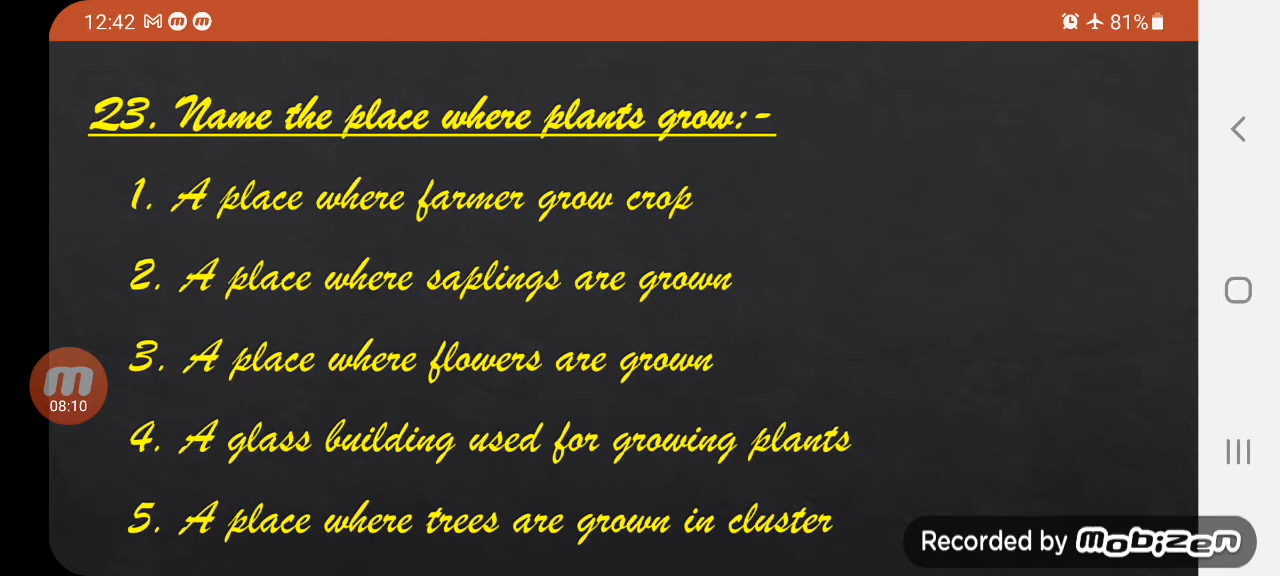 12:42
81%
Q3. Name the place where plants grow:-
1. A place where farmer grow crop
2. A place where saplings are grown
3. A place where flowers are grown
m
08:10
4. A glass building used for growing plants
5. A place where trees are grown in cluster
Recorded by mobizen